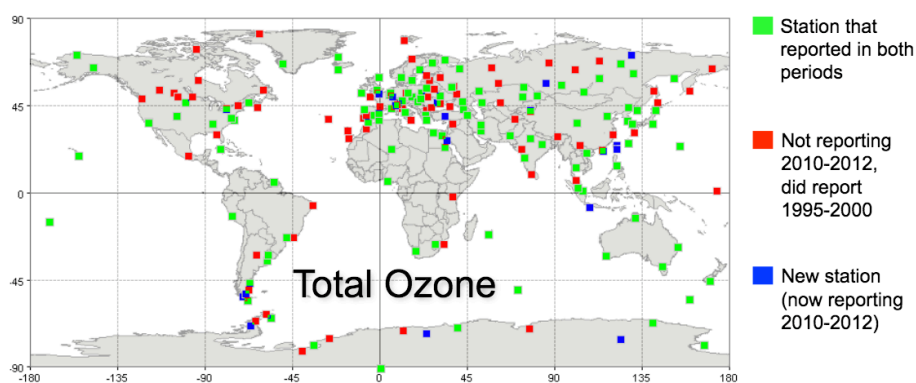 90
45
0
-45
-90
-180 -135 -90 -45 0 45 90 135 180
Total Ozone
Station that
reported in both
periods
Not reporting
2010-2012,
did report
1995-2000
New station
(now reporting
2010-2012)